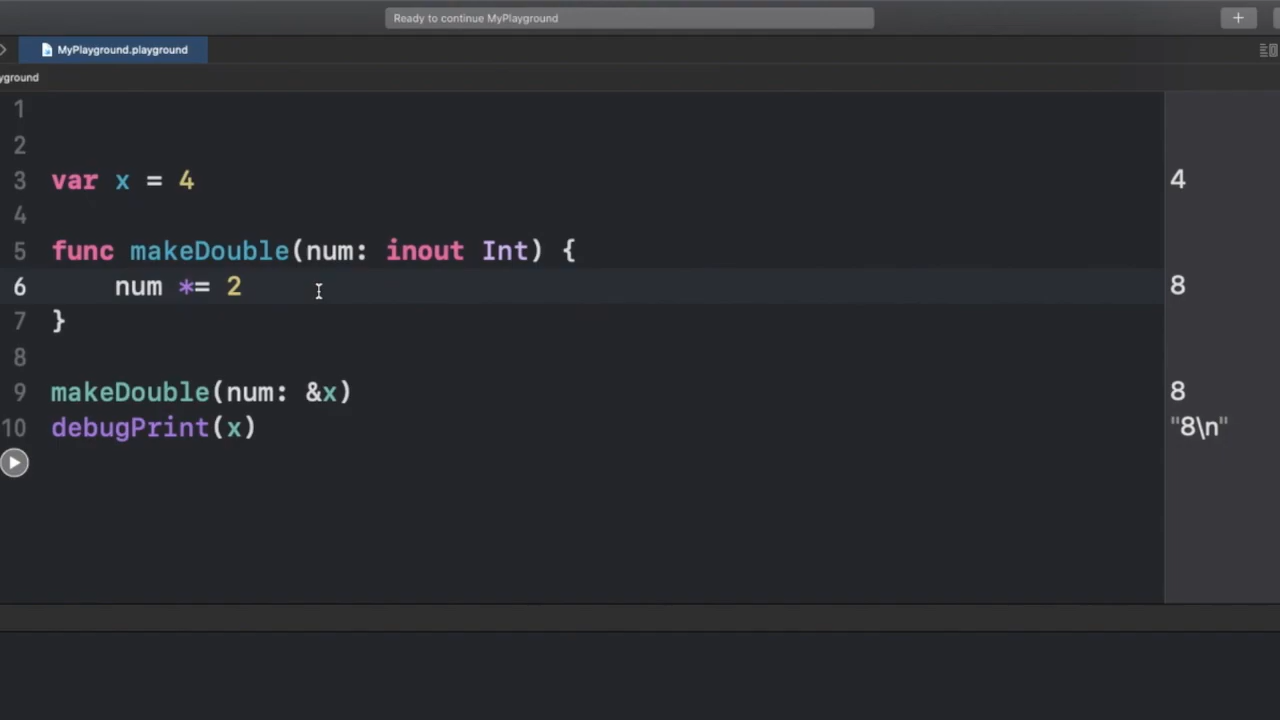 Ready to continue MyPlayground
+
MyPlayground.playground
yground
1
2
3 var x = 4 4
4
5 func makeDouble(num: inout Int) {
6     num *= 2 8
7 }
8
9 makeDouble(num: &x) 8
10 debugPrint(x) "8\n"